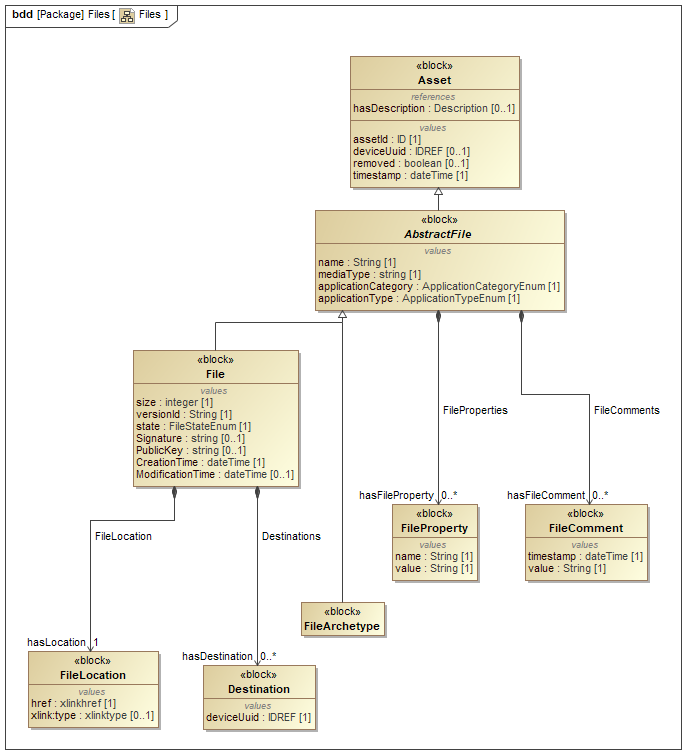 bdd [Package] Files [ Files ]
«block»
Asset
references
hasDescription : Description [0..1]
values
assetId : ID [1]
deviceUuid : IDREF [0..1]
removed : boolean [0..1]
timestamp : dateTime [1]
«block»
AbstractFile
values
name : String [1]
mediaType : string [1]
applicationCategory : ApplicationCategoryEnum [1]
applicationType : ApplicationTypeEnum [1]
«block»
File
values
size : integer [1]
versionId : String [1]
state : FileStateEnum [1]
Signature : string [0..1]
PublicKey : string [0..1]
CreationTime : dateTime [1]
ModificationTime : dateTime [0..1]
FileProperties
FileComments
hasFileProperty 0..*
hasFileComment 0..*
«block»
FileProperty
values
name : String [1]
value : String [1]
«block»
FileComment
values
timestamp : dateTime [1]
value : String [1]
FileLocation
Destinations
«block»
FileArchetype
hasLocation 1
hasDestination 0..*
«block»
FileLocation
values
href : xlinkhref [1]
xlink:type : xlinktype [0..1]
«block»
Destination
values
deviceUuid : IDREF [1]